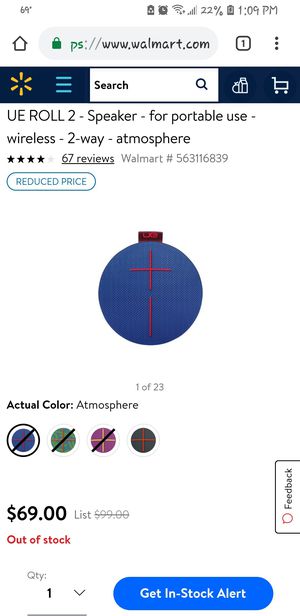 69°
22% 1:09 PM
ps://www.walmart.com
1
Search
UE ROLL 2 - Speaker - for portable use -
wireless - 2-way - atmosphere
67 reviews Walmart # 563116839
REDUCED PRICE
UE
1 of 23
Actual Color: Atmosphere
Feedback
$69.00 List $99.00
Out of stock
Qty:
1
Get In-Stock Alert